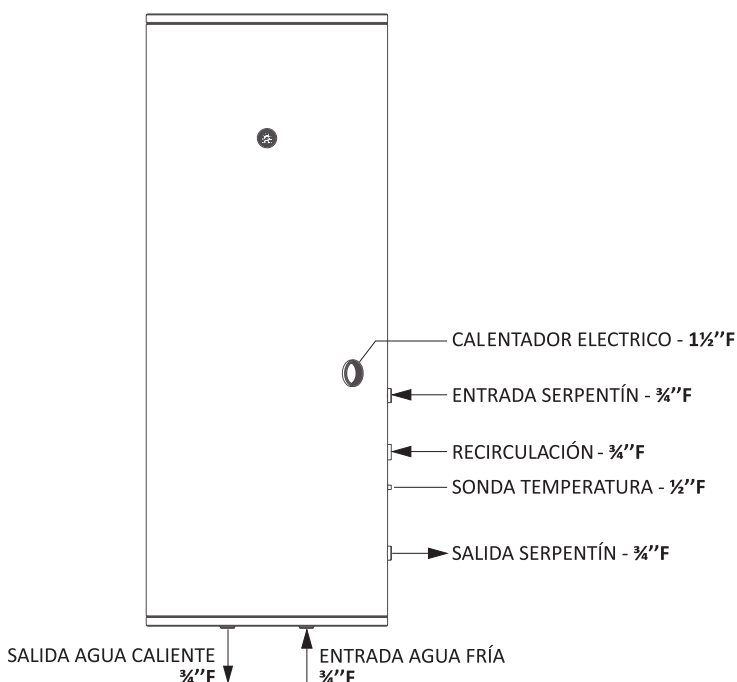 CALENTADOR ELECTRICO - 1½’’F
ENTRADA SERPENTÍN - ¾’’F
RECIRCULACIÓN - ¾’’F
SONDA TEMPERATURA - ½’’F
SALIDA SERPENTÍN - ¾’’F
SALIDA AGUA CALIENTE
¾’’F
ENTRADA AGUA FRÍA
¾’’F